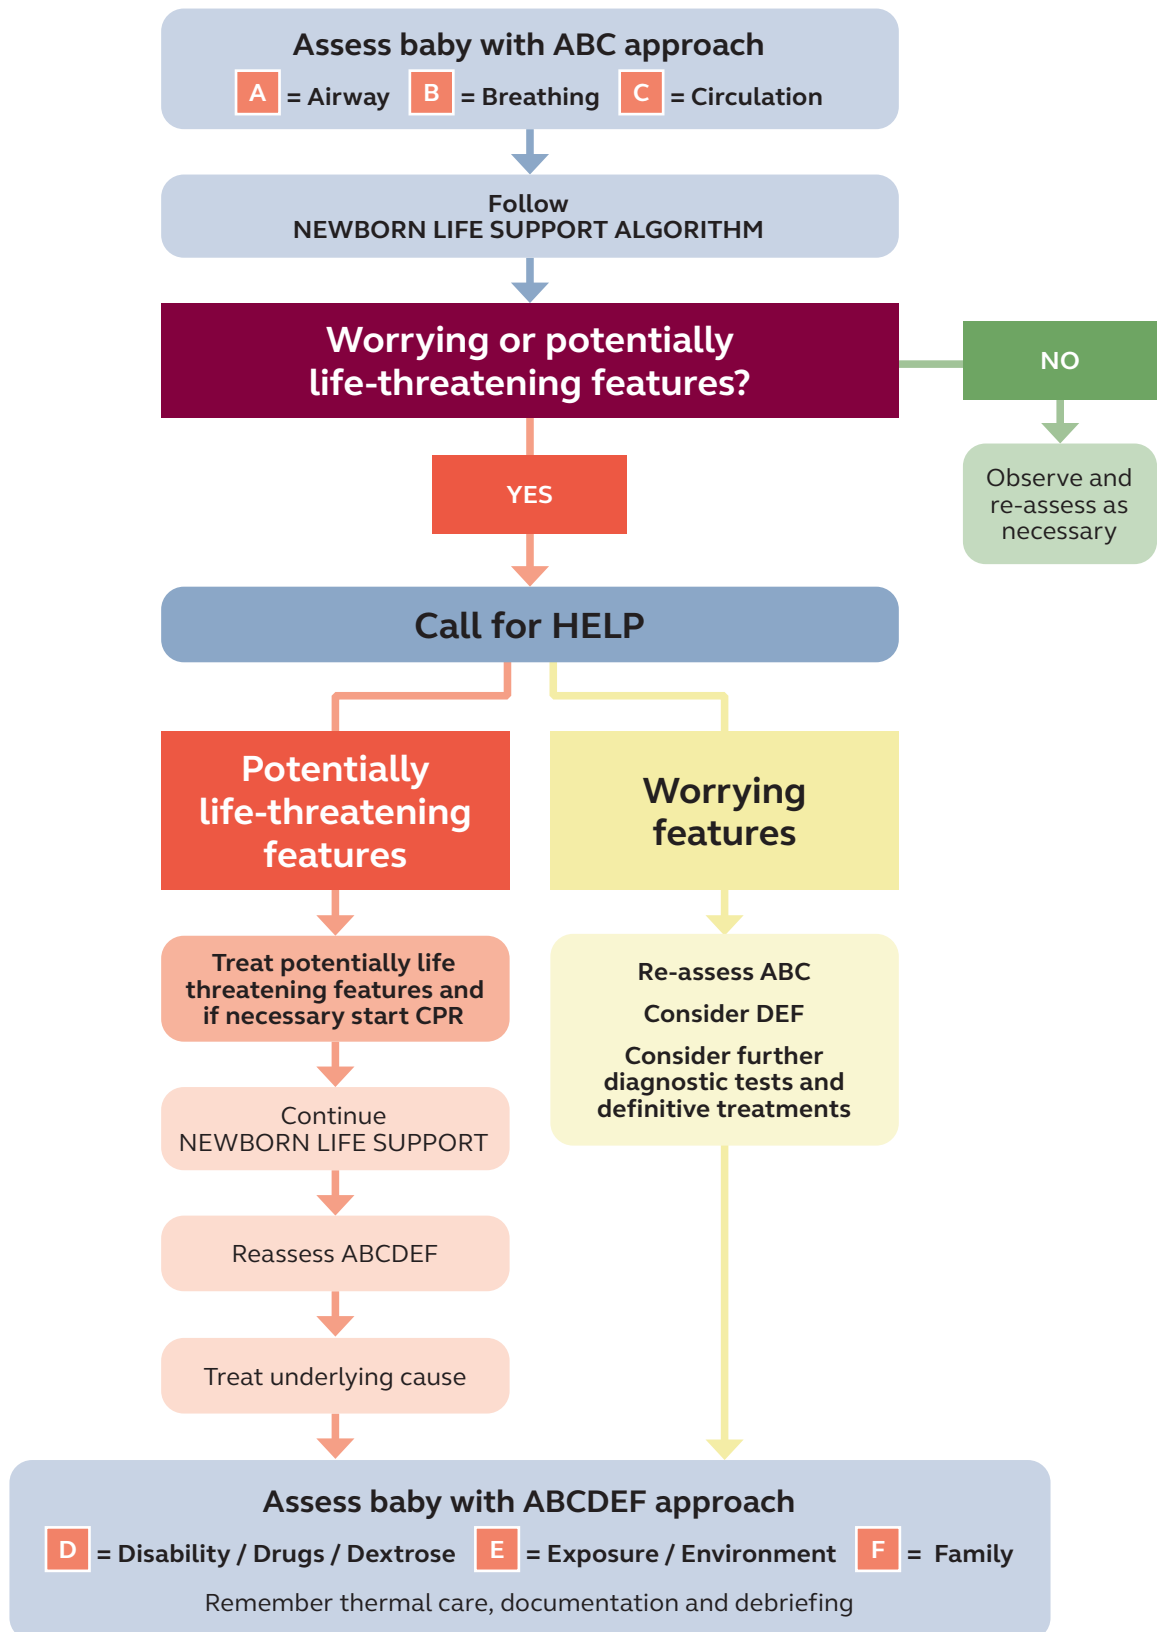 Assess baby with ABC approach
A = Airway B = Breathing C = Circulation
Follow
NEWBORN LIFE SUPPORT ALGORITHM
Worrying or potentially
life-threatening features?
NO
Observe and
re-assess as
necessary
YES
Call for HELP
Potentially
life-threatening
features
Worrying
features
Treat potentially life
threatening features and
if necessary start CPR
Re-assess ABC
Consider DEF
Consider further
diagnostic tests and
definitive treatments
Continue
NEWBORN LIFE SUPPORT
Reassess ABCDEF
Treat underlying cause
Assess baby with ABCDEF approach
D = Disability / Drugs / Dextrose E = Exposure / Environment F = Family
Remember thermal care, documentation and debriefing